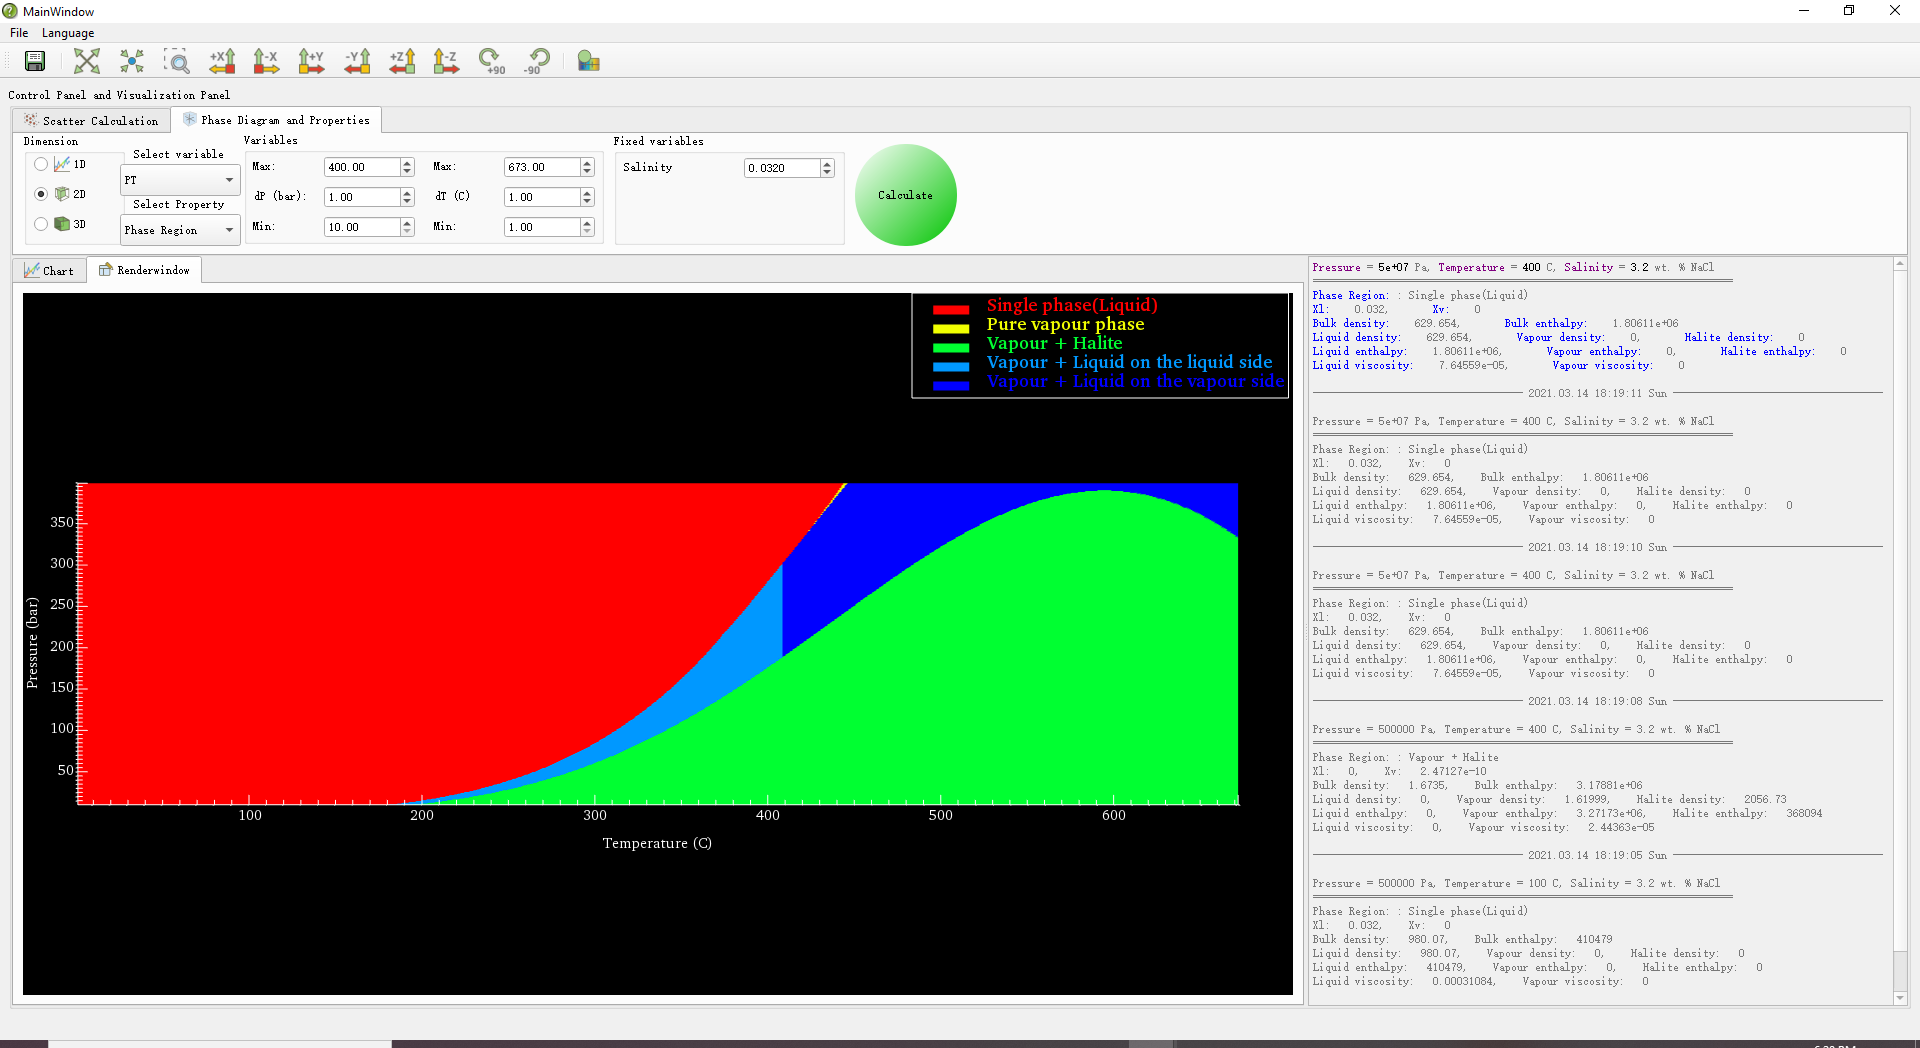 MainWindow
File Language
+X -X +Y -Y +Z -Z +90 -90
Control Panel and Visualization Panel
Scatter Calculation Phase Diagram and Properties
Dimension
1D
2D
3D
Select variable
PT
Select Property
Phase Region
Variables
Max: 400.00 Max: 673.00
dP (bar): 1.00 dT (C) 1.00
Min: 10.00 Min: 1.00
Fixed variables
Salinity 0.0320
Calculate
Chart Renderwindow
Single phase(Liquid)
Pure vapour phase
Vapour + Halite
Vapour + Liquid on the liquid side
Vapour + Liquid on the vapour side
Pressure (bar)
350
300
250
200
150
100
50
100 200 300 400 500 600
Temperature (C)
Pressure = 5e+07 Pa, Temperature = 400 C, Salinity = 3.2 wt. % NaCl
Phase Region: : Single phase(Liquid)
Xl: 0.032, Xv: 0
Bulk density: 629.654, Bulk enthalpy: 1.80611e+06
Liquid density: 629.654, Vapour density: 0, Halite density: 0
Liquid enthalpy: 1.80611e+06, Vapour enthalpy: 0, Halite enthalpy: 0
Liquid viscosity: 7.64559e-05, Vapour viscosity: 0
2021.03.14 18:19:11 Sun
Pressure = 5e+07 Pa, Temperature = 400 C, Salinity = 3.2 wt. % NaCl
Phase Region: : Single phase(Liquid)
Xl: 0.032, Xv: 0
Bulk density: 629.654, Bulk enthalpy: 1.80611e+06
Liquid density: 629.654, Vapour density: 0, Halite density: 0
Liquid enthalpy: 1.80611e+06, Vapour enthalpy: 0, Halite enthalpy: 0
Liquid viscosity: 7.64559e-05, Vapour viscosity: 0
2021.03.14 18:19:10 Sun
Pressure = 5e+07 Pa, Temperature = 400 C, Salinity = 3.2 wt. % NaCl
Phase Region: : Single phase(Liquid)
Xl: 0.032, Xv: 0
Bulk density: 629.654, Bulk enthalpy: 1.80611e+06
Liquid density: 629.654, Vapour density: 0, Halite density: 0
Liquid enthalpy: 1.80611e+06, Vapour enthalpy: 0, Halite enthalpy: 0
Liquid viscosity: 7.64559e-05, Vapour viscosity: 0
2021.03.14 18:19:08 Sun
Pressure = 500000 Pa, Temperature = 400 C, Salinity = 3.2 wt. % NaCl
Phase Region: : Vapour + Halite
Xl: 0, Xv: 2.47127e-10
Bulk density: 1.6735, Bulk enthalpy: 3.17881e+06
Liquid density: 0, Vapour density: 1.61999, Halite density: 2056.73
Liquid enthalpy: 0, Vapour enthalpy: 3.27173e+06, Halite enthalpy: 368094
Liquid viscosity: 0, Vapour viscosity: 2.44363e-05
2021.03.14 18:19:05 Sun
Pressure = 500000 Pa, Temperature = 100 C, Salinity = 3.2 wt. % NaCl
Phase Region: : Single phase(Liquid)
Xl: 0.032, Xv: 0
Bulk density: 980.07, Bulk enthalpy: 410479
Liquid density: 980.07, Vapour density: 0, Halite density: 0
Liquid enthalpy: 410479, Vapour enthalpy: 0, Halite enthalpy: 0
Liquid viscosity: 0.00031084, Vapour viscosity: 0